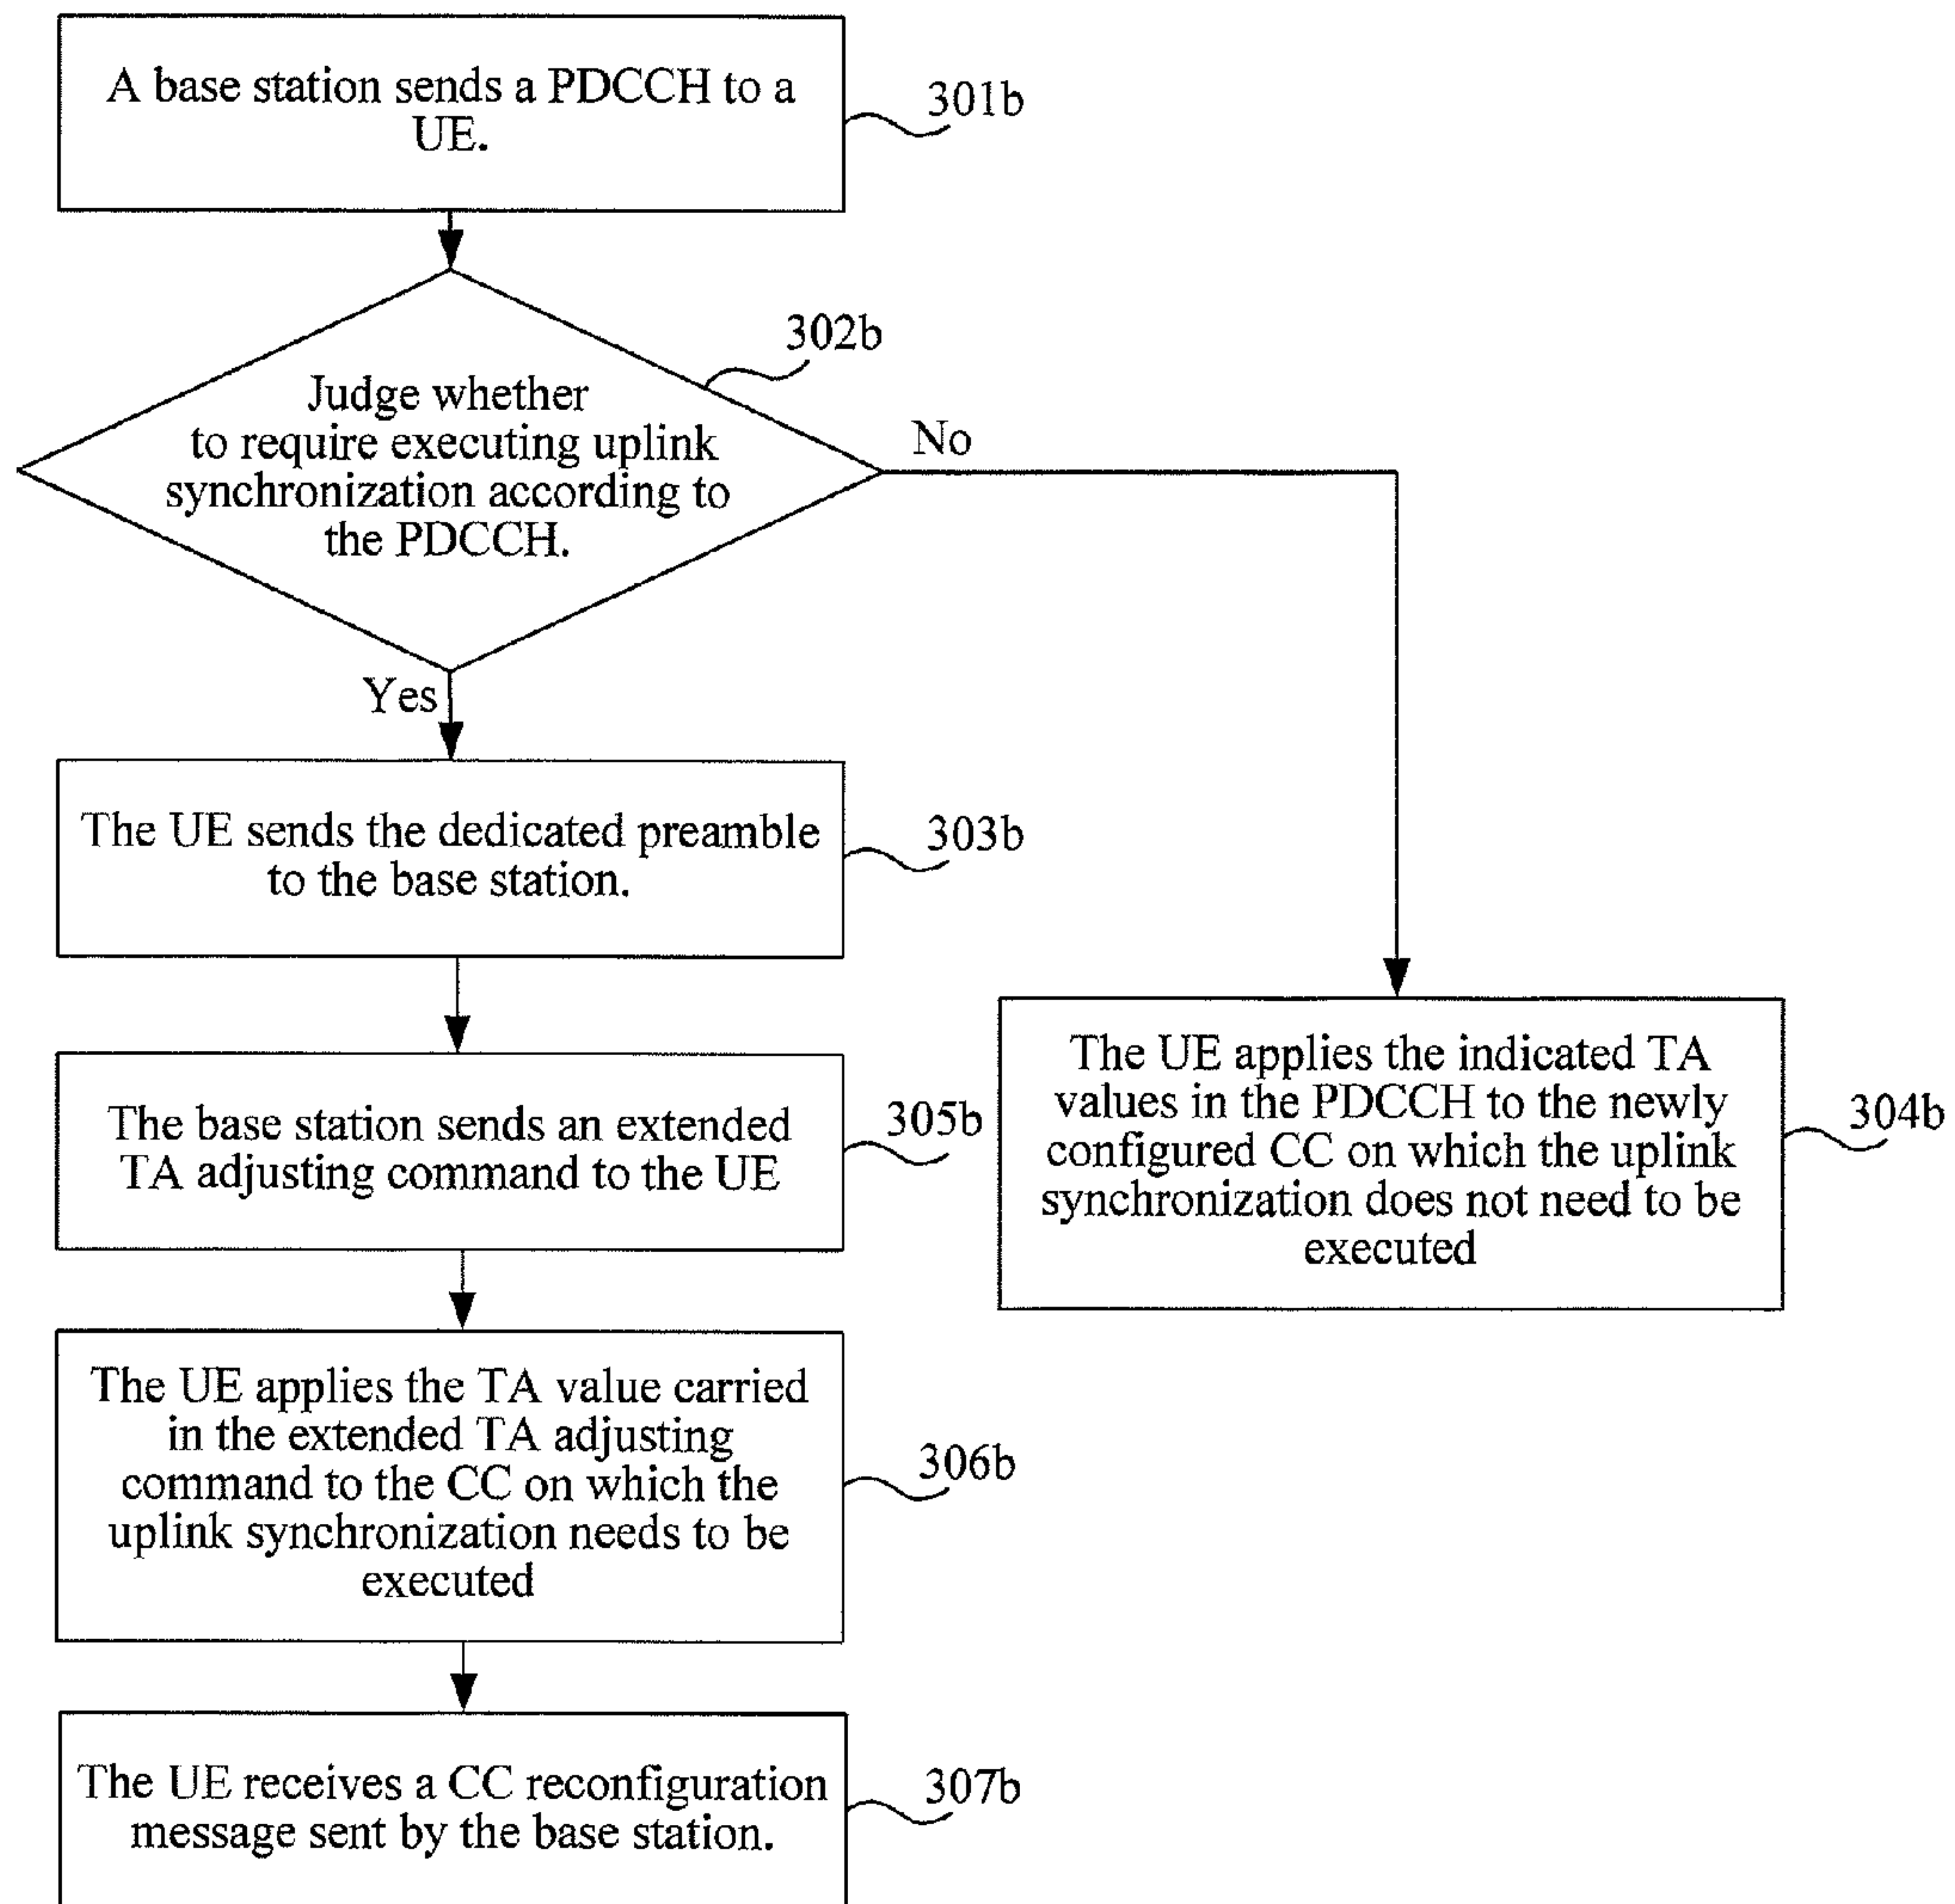 A base station sends a PDCCH to a
UE.
301b
302b
Judge whether
to require executing uplink
synchronization according to
the PDCCH.
No
Yes
The UE sends the dedicated preamble
to the base station.
303b
The base station sends an extended
TA adjusting command to the UE
305b
The UE applies the indicated TA
values in the PDCCH to the newly
configured CC on which the uplink
synchronization does not need to be
executed
304b
The UE applies the TA value carried
in the extended TA adjusting
command to the CC on which the
uplink synchronization needs to be
executed
306b
The UE receives a CC reconfiguration
message sent by the base station.
307b